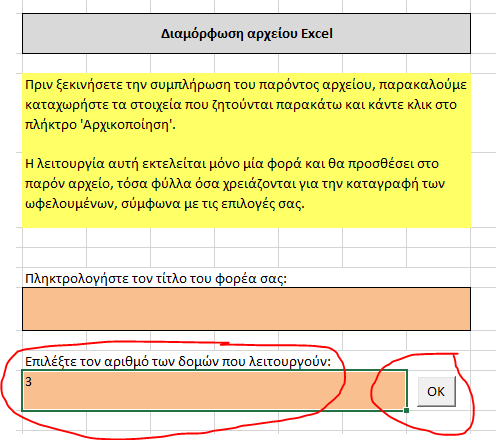 Διαμόρφωση αρχείου Excel
Πριν ξεκινήσετε την συμπλήρωση του παρόντος αρχείου, παρακαλούμε
καταχωρήστε τα στοιχεία που ζητούνται παρακάτω και κάντε κλικ στο
πλήκτρο 'Αρχικοποίηση'.
Η λειτουργία αυτή εκτελείται μόνο μία φορά και θα προσθέσει στο
παρόν αρχείο, τόσα φύλλα όσα χρειάζονται για την καταγραφή των
ωφελουμένων, σύμφωνα με τις επιλογές σας.
Πληκτρολογήστε τον τίτλο του φορέα σας:
Επιλέξτε τον αριθμό των δομών που λειτουργούν:
3
OK